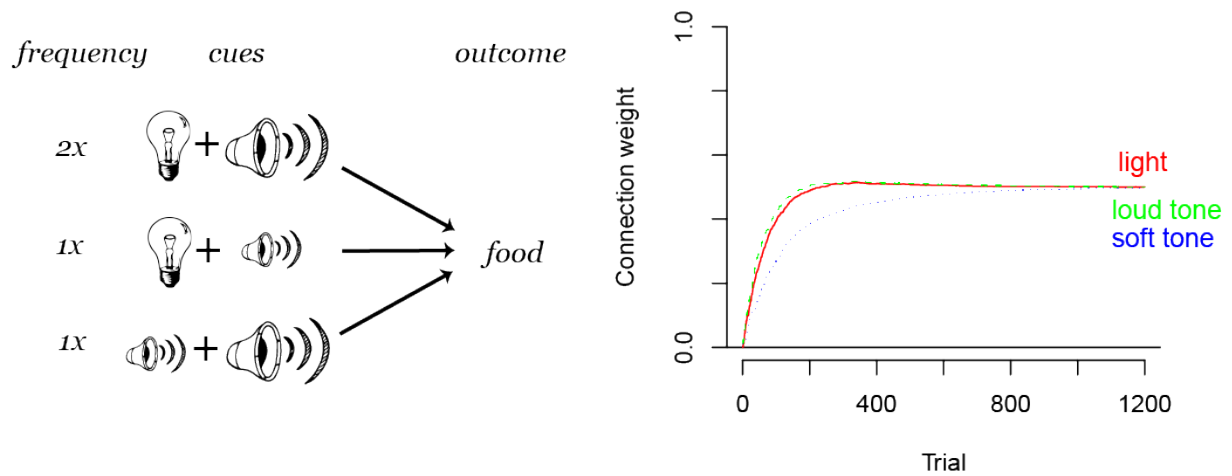 frequency cues outcome
2x +
1x + food
1x +
1.0
Connection weight
0.0
light
loud tone
soft tone
0 400 800 1200
Trial